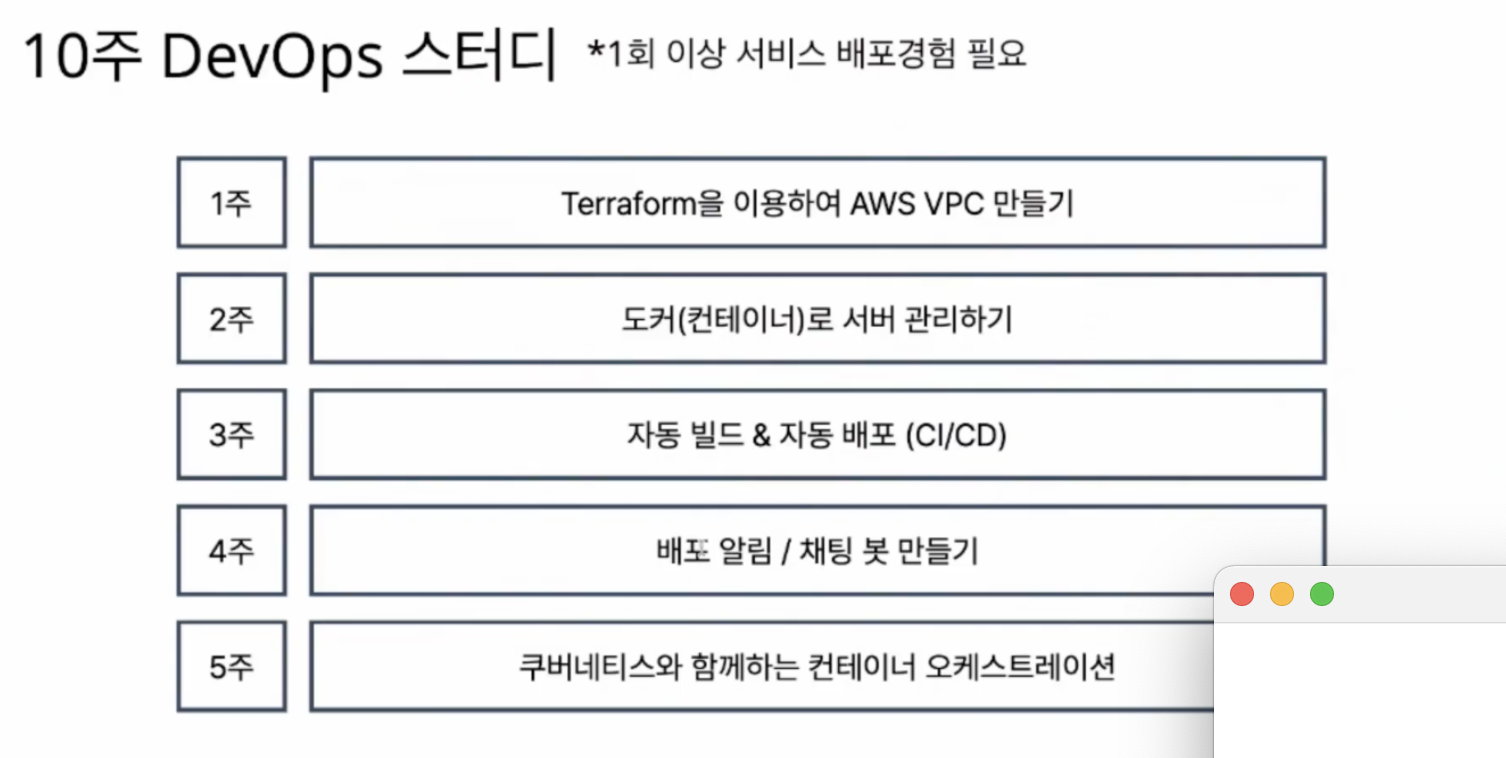 10주 DevOps 스터디 *1회 이상 서비스 배포경험 필요
1주 Terraform을 이용하여 AWS VPC 만들기
2주 도커(컨테이너)로 서버 관리하기
3주 자동 빌드 & 자동 배포 (CI/CD)
4주 배포 알림 / 채팅 봇 만들기
5주 쿠버네티스와 함께하는 컨테이너 오케스트레이션